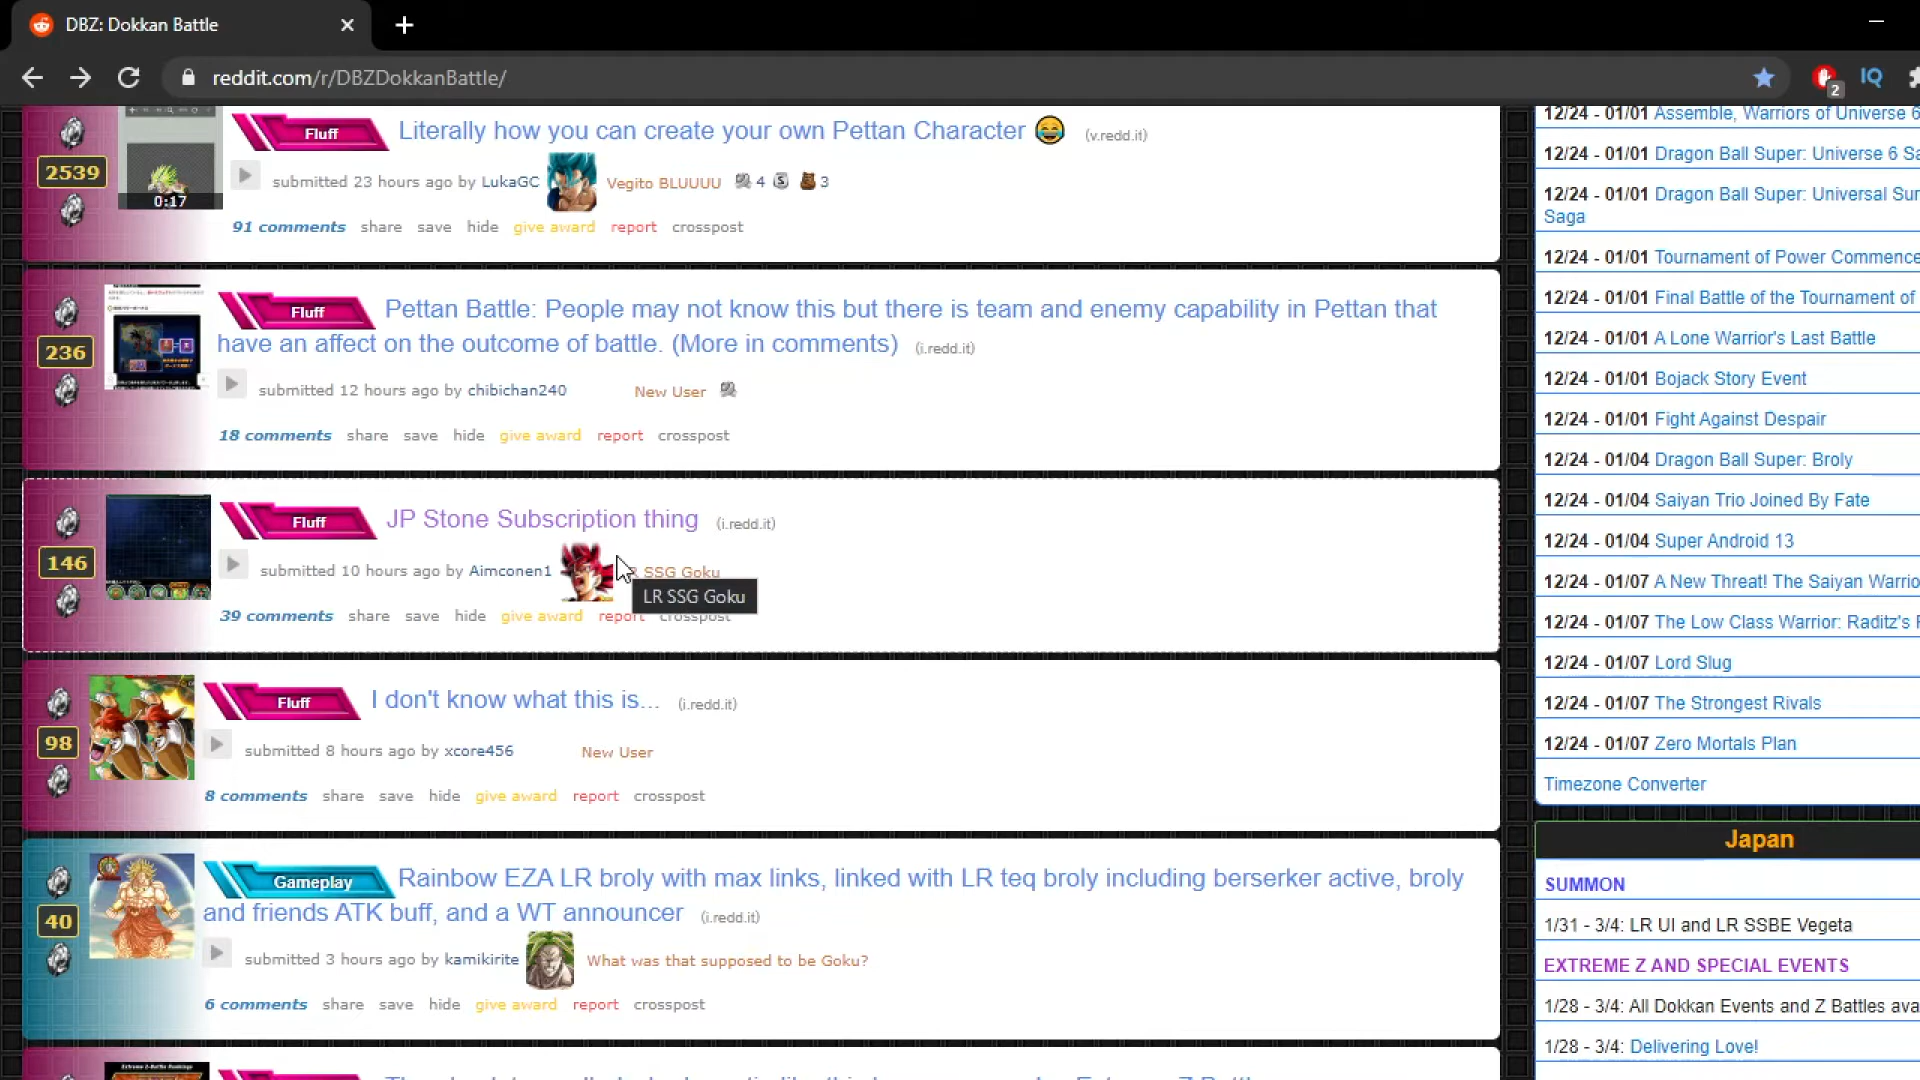 DBZ: Dokkan Battle
reddit.com/r/DBZDokkanBattle/
2
IQ
2539
0:17
Fluff
Literally how you can create your own Pettan Character 😂 (v.redd.it)
submitted 23 hours ago by LukaGC Vegito BLUUUU 4 S 3
91 comments share save hide give award report crosspost
236
Fluff
Pettan Battle: People may not know this but there is team and enemy capability in Pettan that
have an affect on the outcome of battle. (More in comments) (i.redd.it)
submitted 12 hours ago by chibichan240 New User
18 comments share save hide give award report crosspost
146
Fluff
JP Stone Subscription thing (i.redd.it)
submitted 10 hours ago by Aimconen1 SSG Goku
LR SSG Goku
39 comments share save hide give award report crosspost
98
Fluff
I don't know what this is... (i.redd.it)
submitted 8 hours ago by xcore456 New User
8 comments share save hide give award report crosspost
40
Gameplay
Rainbow EZA LR broly with max links, linked with LR teq broly including berserker active, broly
and friends ATK buff, and a WT announcer (i.redd.it)
submitted 3 hours ago by kamikirite What was that supposed to be Goku?
6 comments share save hide give award report crosspost
12/24 - 01/01 Assemble, Warriors of Universe 6
12/24 - 01/01 Dragon Ball Super: Universe 6 Sa
12/24 - 01/01 Dragon Ball Super: Universal Sur
Saga
12/24 - 01/01 Tournament of Power Commence
12/24 - 01/01 Final Battle of the Tournament of
12/24 - 01/01 A Lone Warrior's Last Battle
12/24 - 01/01 Bojack Story Event
12/24 - 01/01 Fight Against Despair
12/24 - 01/04 Dragon Ball Super: Broly
12/24 - 01/04 Saiyan Trio Joined By Fate
12/24 - 01/04 Super Android 13
12/24 - 01/07 A New Threat! The Saiyan Warrio
12/24 - 01/07 The Low Class Warrior: Raditz's
12/24 - 01/07 Lord Slug
12/24 - 01/07 The Strongest Rivals
12/24 - 01/07 Zero Mortals Plan
Timezone Converter
Japan
SUMMON
1/31 - 3/4: LR UI and LR SSBE Vegeta
EXTREME Z AND SPECIAL EVENTS
1/28 - 3/4: All Dokkan Events and Z Battles ava
1/28 - 3/4: Delivering Love!